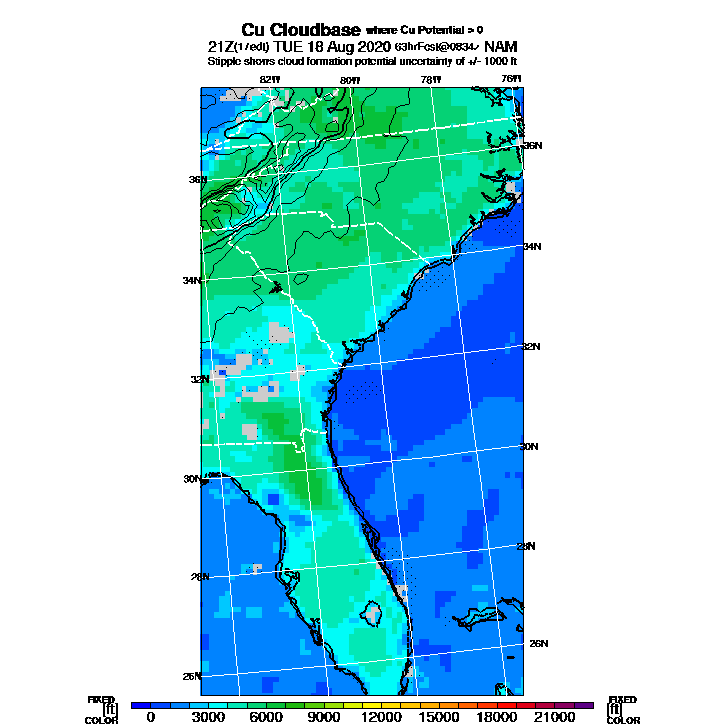 Cu Cloudbase where Cu Potential > 0
21Z(17edt) TUE 18 Aug 2020 63hrFcst@0834z NAM
Stipple shows cloud formation potential uncertainty of +/- 1000 ft
82W 80W 78W 76W
36N
36N
34N
34N
32N
32N
30N
30N
28N
28N
26N
26N
FIXED
[ft]
COLOR
0 3000 6000 9000 12000 15000 18000 21000
FIXED
[ft]
COLOR